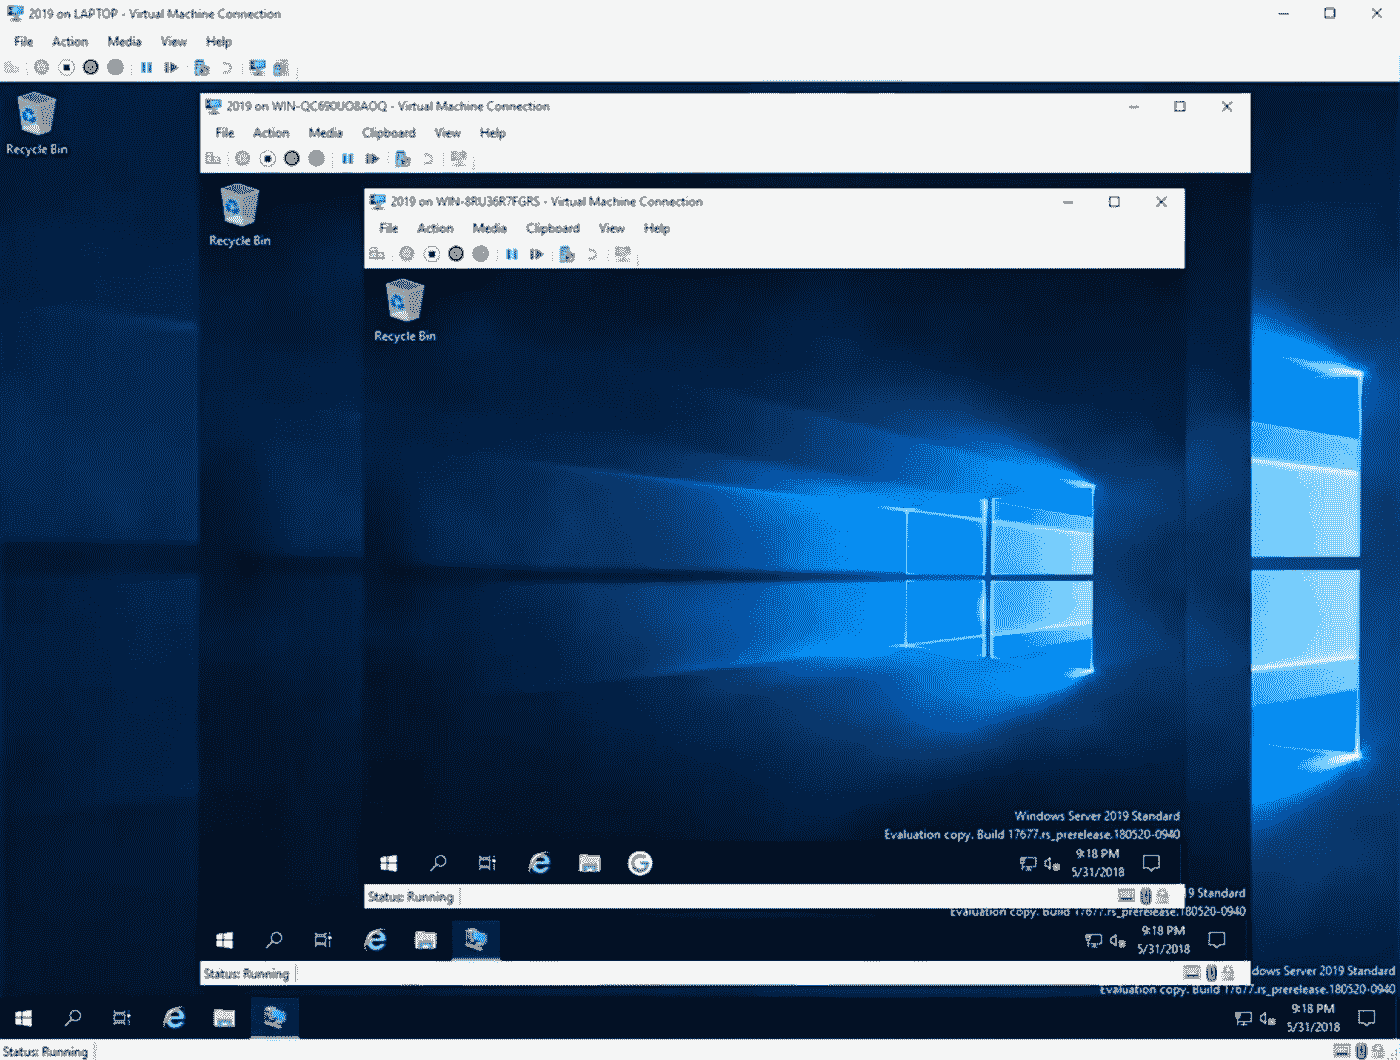 2019 on LAPTOP - Virtual Machine Connection
File Action Media View Help
Recycle Bin
2019 on WIN-QC690UO8AOQ - Virtual Machine Connection
File Action Media Clipboard View Help
Recycle Bin
2019 on WIN-8RU36R7FGRS - Virtual Machine Connection
File Action Media Clipboard View Help
Recycle Bin
Windows Server 2019 Standard
Evaluation copy. Build 17677.rs_prerelease.180520-0940
9:18 PM
5/31/2018
Status: Running
9 Standard
Evaluation copy. Build 17677.rs_prerelease.180520-0940
9:18 PM
5/31/2018
Status: Running
dows Server 2019 Standard
Evaluation copy. Build 17677.rs_prerelease.180520-0940
9:18 PM
5/31/2018
Status: Running